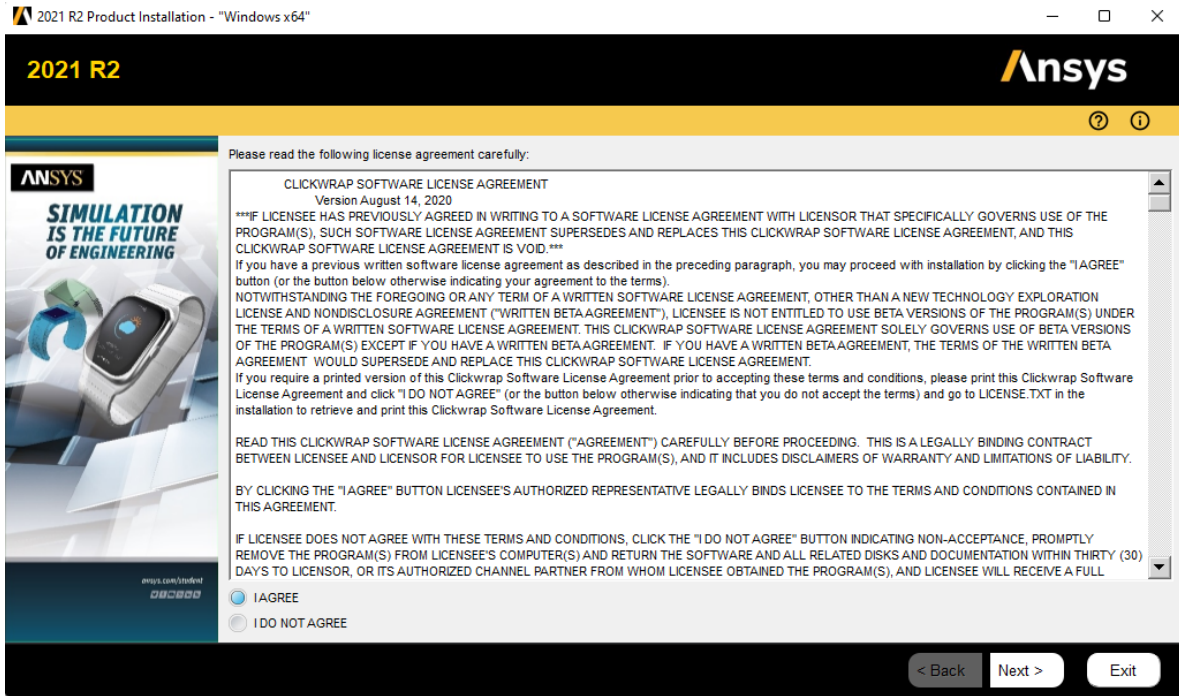 2021 R2 Product Installation - "Windows x64"
2021 R2
Ansys
Please read the following license agreement carefully:
ANSYS
SIMULATION
IS THE FUTURE
OF ENGINEERING
ansys.com/student
CLICKWRAP SOFTWARE LICENSE AGREEMENT
Version August 14, 2020
***IF LICENSEE HAS PREVIOUSLY AGREED IN WRITING TO A SOFTWARE LICENSE AGREEMENT WITH LICENSOR THAT SPECIFICALLY GOVERNS USE OF THE
PROGRAM(S), SUCH SOFTWARE LICENSE AGREEMENT SUPERSEDES AND REPLACES THIS CLICKWRAP SOFTWARE LICENSE AGREEMENT, AND THIS
CLICKWRAP SOFTWARE LICENSE AGREEMENT IS VOID.***
If you have a previous written software license agreement as described in the preceding paragraph, you may proceed with installation by clicking the "I AGREE"
button (or the button below otherwise indicating your agreement to the terms).
NOTWITHSTANDING THE FOREGOING OR ANY TERM OF A WRITTEN SOFTWARE LICENSE AGREEMENT, OTHER THAN A NEW TECHNOLOGY EXPLORATION
LICENSE AND NONDISCLOSURE AGREEMENT ("WRITTEN BETA AGREEMENT"), LICENSEE IS NOT ENTITLED TO USE BETA VERSIONS OF THE PROGRAM(S) UNDER
THE TERMS OF A WRITTEN SOFTWARE LICENSE AGREEMENT. THIS CLICKWRAP SOFTWARE LICENSE AGREEMENT SOLELY GOVERNS USE OF BETA VERSIONS
OF THE PROGRAM(S) EXCEPT IF YOU HAVE A WRITTEN BETA AGREEMENT. IF YOU HAVE A WRITTEN BETA AGREEMENT, THE TERMS OF THE WRITTEN BETA
AGREEMENT WOULD SUPERSEDE AND REPLACE THIS CLICKWRAP SOFTWARE LICENSE AGREEMENT.
If you require a printed version of this Clickwrap Software License Agreement prior to accepting these terms and conditions, please print this Clickwrap Software
License Agreement and click "I DO NOT AGREE" (or the button below otherwise indicating that you do not accept the terms) and go to LICENSE.TXT in the
installation to retrieve and print this Clickwrap Software License Agreement.
READ THIS CLICKWRAP SOFTWARE LICENSE AGREEMENT ("AGREEMENT") CAREFULLY BEFORE PROCEEDING. THIS IS A LEGALLY BINDING CONTRACT
BETWEEN LICENSEE AND LICENSOR FOR LICENSEE TO USE THE PROGRAM(S), AND IT INCLUDES DISCLAIMERS OF WARRANTY AND LIMITATIONS OF LIABILITY.
BY CLICKING THE "I AGREE" BUTTON LICENSEE'S AUTHORIZED REPRESENTATIVE LEGALLY BINDS LICENSEE TO THE TERMS AND CONDITIONS CONTAINED IN
THIS AGREEMENT.
IF LICENSEE DOES NOT AGREE WITH THESE TERMS AND CONDITIONS, CLICK THE "I DO NOT AGREE" BUTTON INDICATING NON-ACCEPTANCE, PROMPTLY
REMOVE THE PROGRAM(S) FROM LICENSEE'S COMPUTER(S) AND RETURN THE SOFTWARE AND ALL RELATED DISKS AND DOCUMENTATION WITHIN THIRTY (30)
DAYS TO LICENSOR, OR ITS AUTHORIZED CHANNEL PARTNER FROM WHOM LICENSEE OBTAINED THE PROGRAM(S), AND LICENSEE WILL RECEIVE A FULL
I AGREE
I DO NOT AGREE
< Back
Next >
Exit